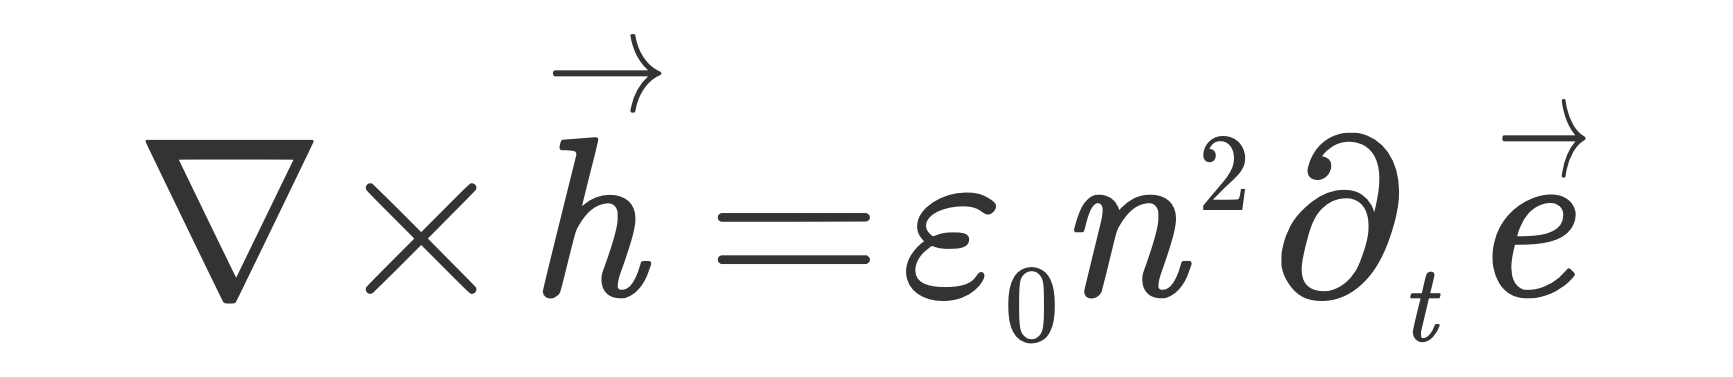 ∇ × h⃗ = ε₀n²∂ₜe⃗